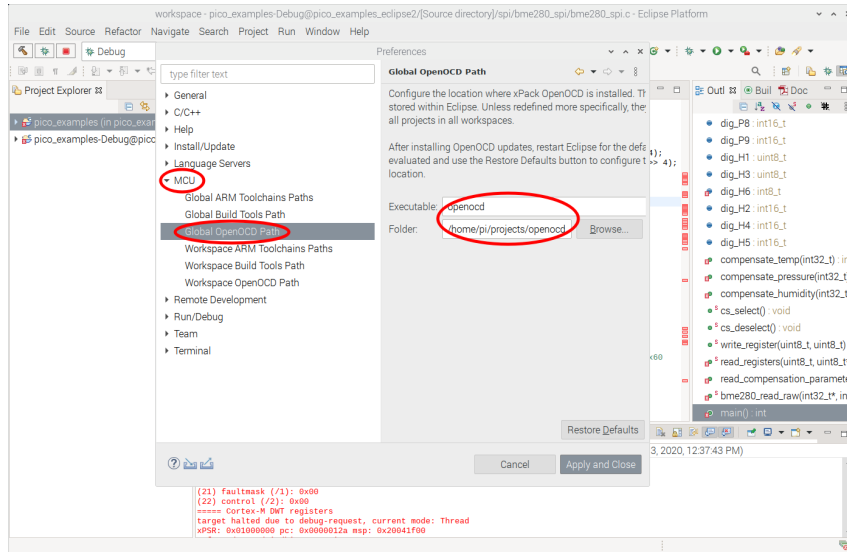 workspace - pico_examples-Debug@pico_examples_eclipse2/[Source directory]/spi/bme280_spi/bme280_spi.c - Eclipse Platform
File Edit Source Refactor Navigate Search Project Run Window Help
Debug
Preferences
type filter text
General
C/C++
Help
Install/Update
Language Servers
MCU
Global ARM Toolchains Paths
Global Build Tools Path
Global OpenOCD Path
Workspace ARM Toolchains Paths
Workspace Build Tools Path
Workspace OpenOCD Path
Remote Development
Run/Debug
Team
Terminal
Global OpenOCD Path
Configure the location where xPack OpenOCD is installed. Th
stored within Eclipse. Unless redefined more specifically, they
all projects in all workspaces.
After installing OpenOCD updates, restart Eclipse for the defa
evaluated and use the Restore Defaults button to configure t
location.
Executable: openocd
Folder: /home/pi/projects/openocd Browse...
Restore Defaults
Cancel Apply and Close
Project Explorer
pico_examples (in pico_exam
pico_examples-Debug@pico
4);
>> 4);
x60
Outl Buil Doc
dig_P8 : int16_t
dig_P9 : int16_t
dig_H1 : uint8_t
dig_H3 : uint8_t
dig_H6 : int8_t
dig_H2 : int16_t
dig_H4 : int16_t
dig_H5 : int16_t
compensate_temp(int32_t) : in
compensate_pressure(int32_t
compensate_humidity(int32_t
cs_select() : void
cs_deselect() : void
write_register(uint8_t, uint8_t)
read_registers(uint8_t, uint8_t*
read_compensation_paramete
bme280_read_raw(int32_t*, in
main() : int
3, 2020, 12:37:43 PM)
(21) faultmask (/1): 0x00
(22) control (/2): 0x00
===== Cortex-M DWT registers
target halted due to debug-request, current mode: Thread
xPSR: 0x01000000 pc: 0x0000012a msp: 0x20041f00